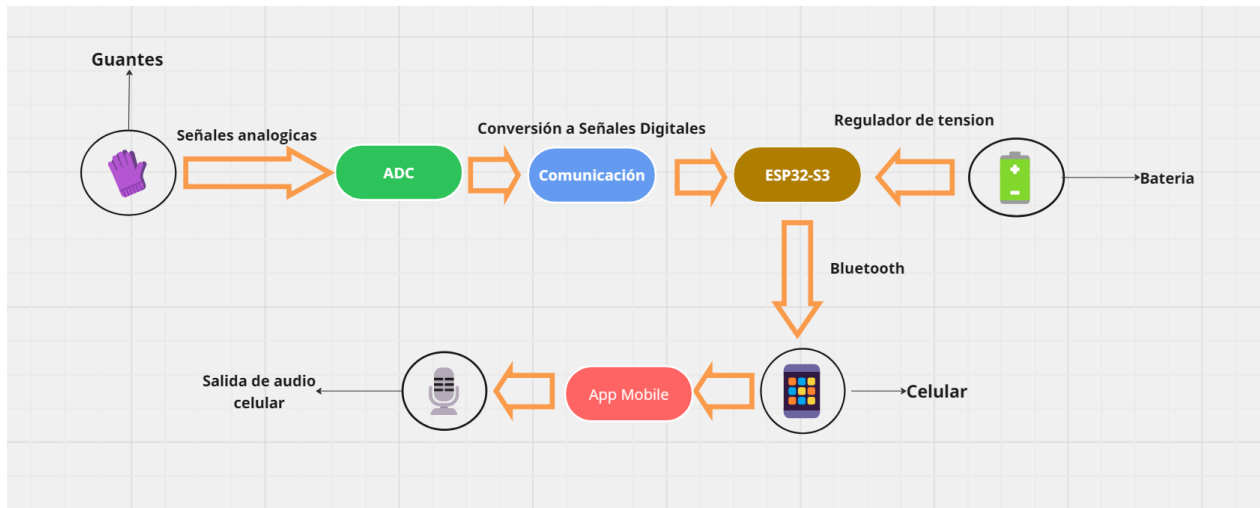 Guantes
Señales analogicas
ADC
Conversión a Señales Digitales
Comunicación
ESP32-S3
Regulador de tension
Bateria
Bluetooth
Celular
App Mobile
Salida de audio
celular